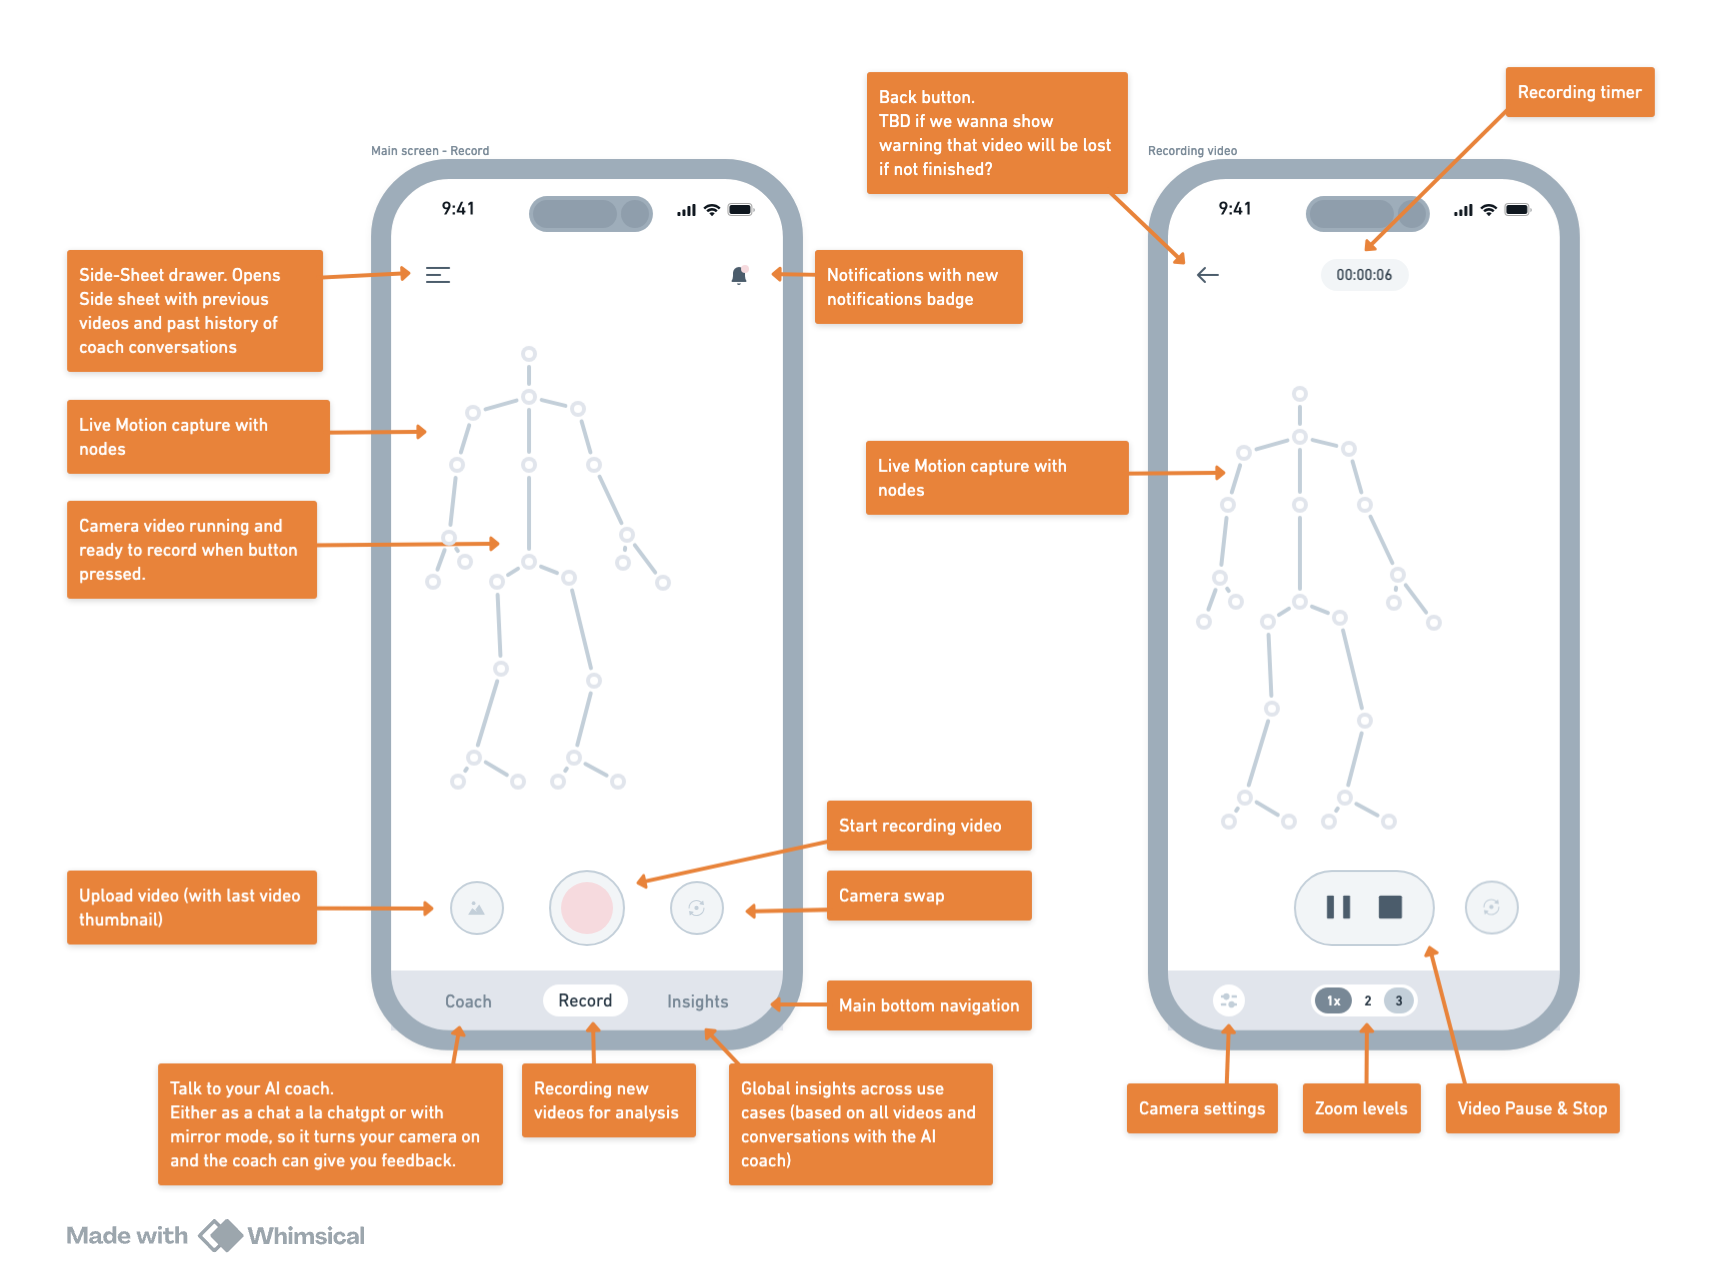 Back button.
TBD if we wanna show
warning that video will be lost
if not finished?
Recording timer
Main screen - Record
Recording video
9:41
9:41
Side-Sheet drawer. Opens
Side sheet with previous
videos and past history of
coach conversations
Notifications with new
notifications badge
00:00:06
Live Motion capture with
nodes
Live Motion capture with
nodes
Camera video running and
ready to record when button
pressed.
Start recording video
Upload video (with last video
thumbnail)
Camera swap
Coach
Record
Insights
Main bottom navigation
1x
2
3
Talk to your AI coach.
Either as a chat a la chatgpt or with
mirror mode, so it turns your camera on
and the coach can give you feedback.
Recording new
videos for analysis
Global insights across use
cases (based on all videos and
conversations with the AI
coach)
Camera settings
Zoom levels
Video Pause & Stop
Made with Whimsical